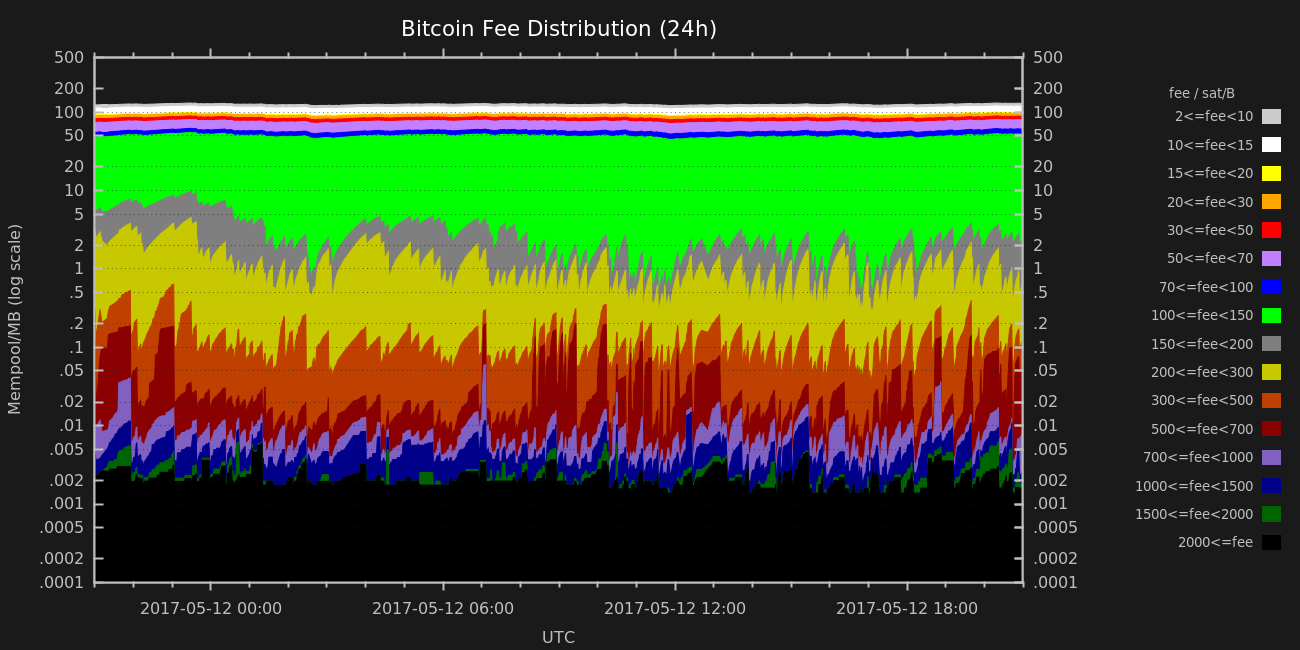 Bitcoin Fee Distribution (24h)
Mempool/MB (log scale)
500
200
100
50
20
10
5
2
1
.5
.2
.1
.05
.02
.01
.005
.002
.001
.0005
.0002
.0001
500
200
100
50
20
10
5
2
1
.5
.2
.1
.05
.02
.01
.005
.002
.001
.0005
.0002
.0001
2017-05-12 00:00
2017-05-12 06:00
2017-05-12 12:00
2017-05-12 18:00
UTC
fee / sat/B
2<=fee<10
10<=fee<15
15<=fee<20
20<=fee<30
30<=fee<50
50<=fee<70
70<=fee<100
100<=fee<150
150<=fee<200
200<=fee<300
300<=fee<500
500<=fee<700
700<=fee<1000
1000<=fee<1500
1500<=fee<2000
2000<=fee